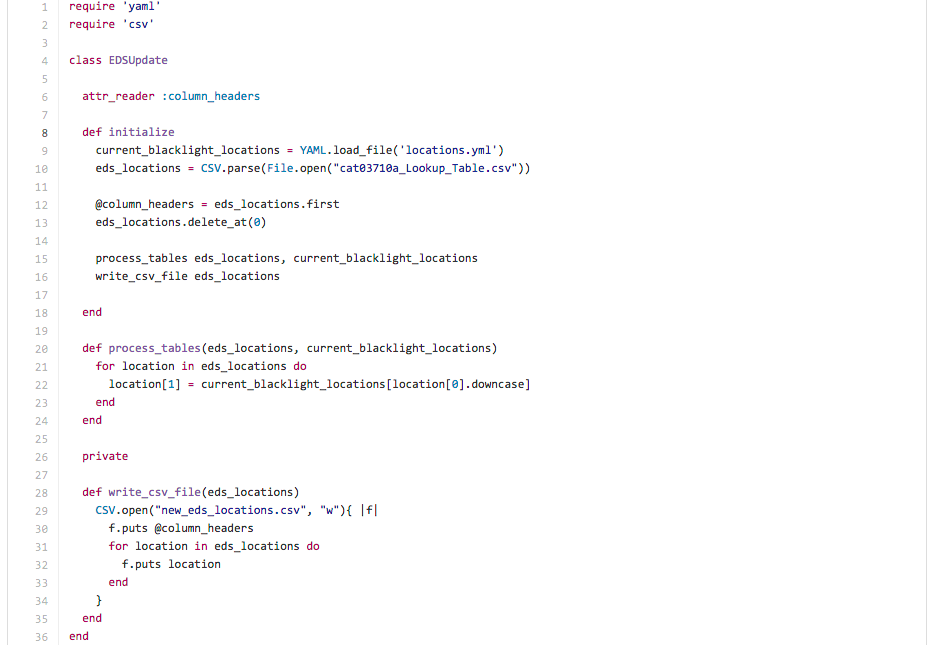 1 require 'yaml'
2 require 'csv'
3
4 class EDSUpdate
5
6 attr_reader :column_headers
7
8 def initialize
9 current_blacklight_locations = YAML.load_file('locations.yml')
10 eds_locations = CSV.parse(File.open("cat03710a_Lookup_Table.csv"))
11
12 @column_headers = eds_locations.first
13 eds_locations.delete_at(0)
14
15 process_tables eds_locations, current_blacklight_locations
16 write_csv_file eds_locations
17
18 end
19
20 def process_tables(eds_locations, current_blacklight_locations)
21 for location in eds_locations do
22 location[1] = current_blacklight_locations[location[0].downcase]
23 end
24 end
25
26 private
27
28 def write_csv_file(eds_locations)
29 CSV.open("new_eds_locations.csv", "w"){ |f|
30 f.puts @column_headers
31 for location in eds_locations do
32 f.puts location
33 end
34 }
35 end
36 end